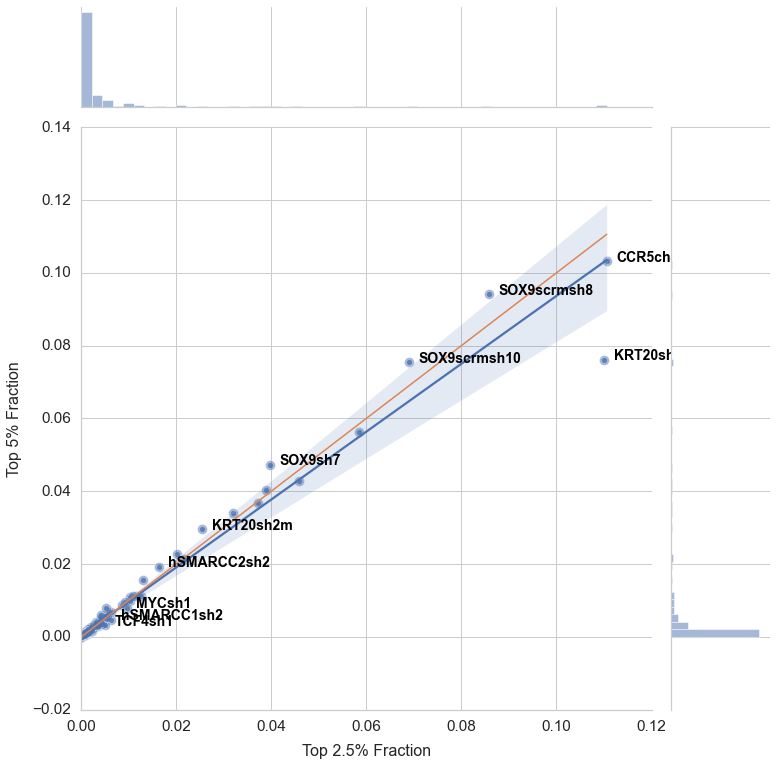 0.14
0.12
0.10
0.08
0.06
0.04
0.02
0.00
−0.02
Top 5% Fraction
CCR5ch
SOX9scrmsh8
KRT20sh
SOX9scrmsh10
SOX9sh7
KRT20sh2m
hSMARCC2sh2
MYCsh1
hSMARCC1sh2
TCF4sh1
0.00 0.02 0.04 0.06 0.08 0.10 0.12
Top 2.5% Fraction